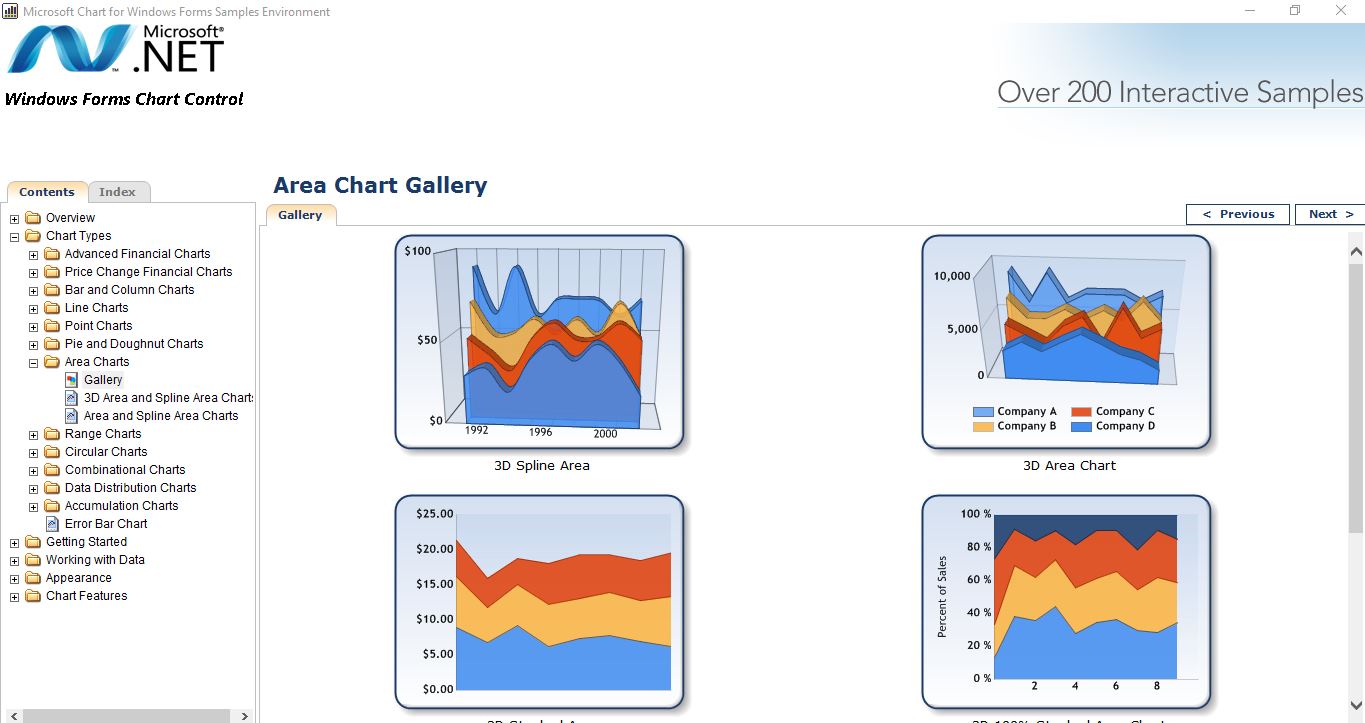 Microsoft Chart for Windows Forms Samples Environment
Microsoft®
.NET
™
Windows Forms Chart Control
Over 200 Interactive Samples
Contents
Index
Overview
Chart Types
Advanced Financial Charts
Price Change Financial Charts
Bar and Column Charts
Line Charts
Point Charts
Pie and Doughnut Charts
Area Charts
Gallery
3D Area and Spline Area Charts
Area and Spline Area Charts
Range Charts
Circular Charts
Combinational Charts
Data Distribution Charts
Accumulation Charts
Error Bar Chart
Getting Started
Working with Data
Appearance
Chart Features
Area Chart Gallery
Gallery
< Previous
Next >
$100
$50
$0
1992 1996 2000
3D Spline Area
10,000
5,000
0
Company A Company C
Company B Company D
3D Area Chart
$25.00
$20.00
$15.00
$10.00
$5.00
$0.00
100 %
80 %
60 %
40 %
20 %
0 %
Percent of Sales
2 4 6 8